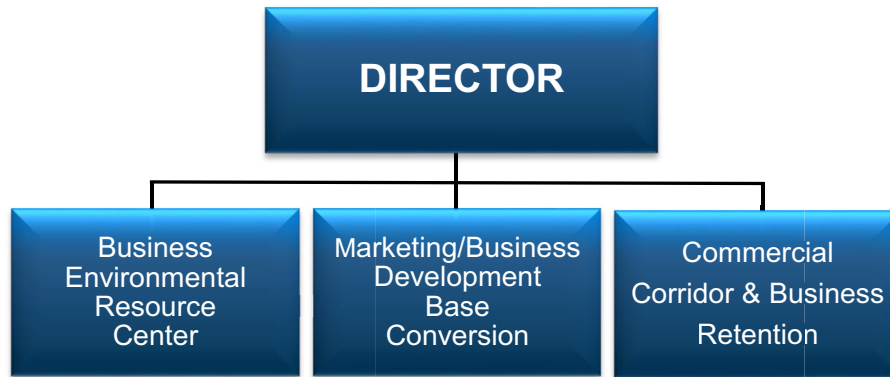 DIRECTOR
Business
Environmental
Resource
Center
Marketing/Business
Development
Base
Conversion
Commercial
Corridor & Business
Retention